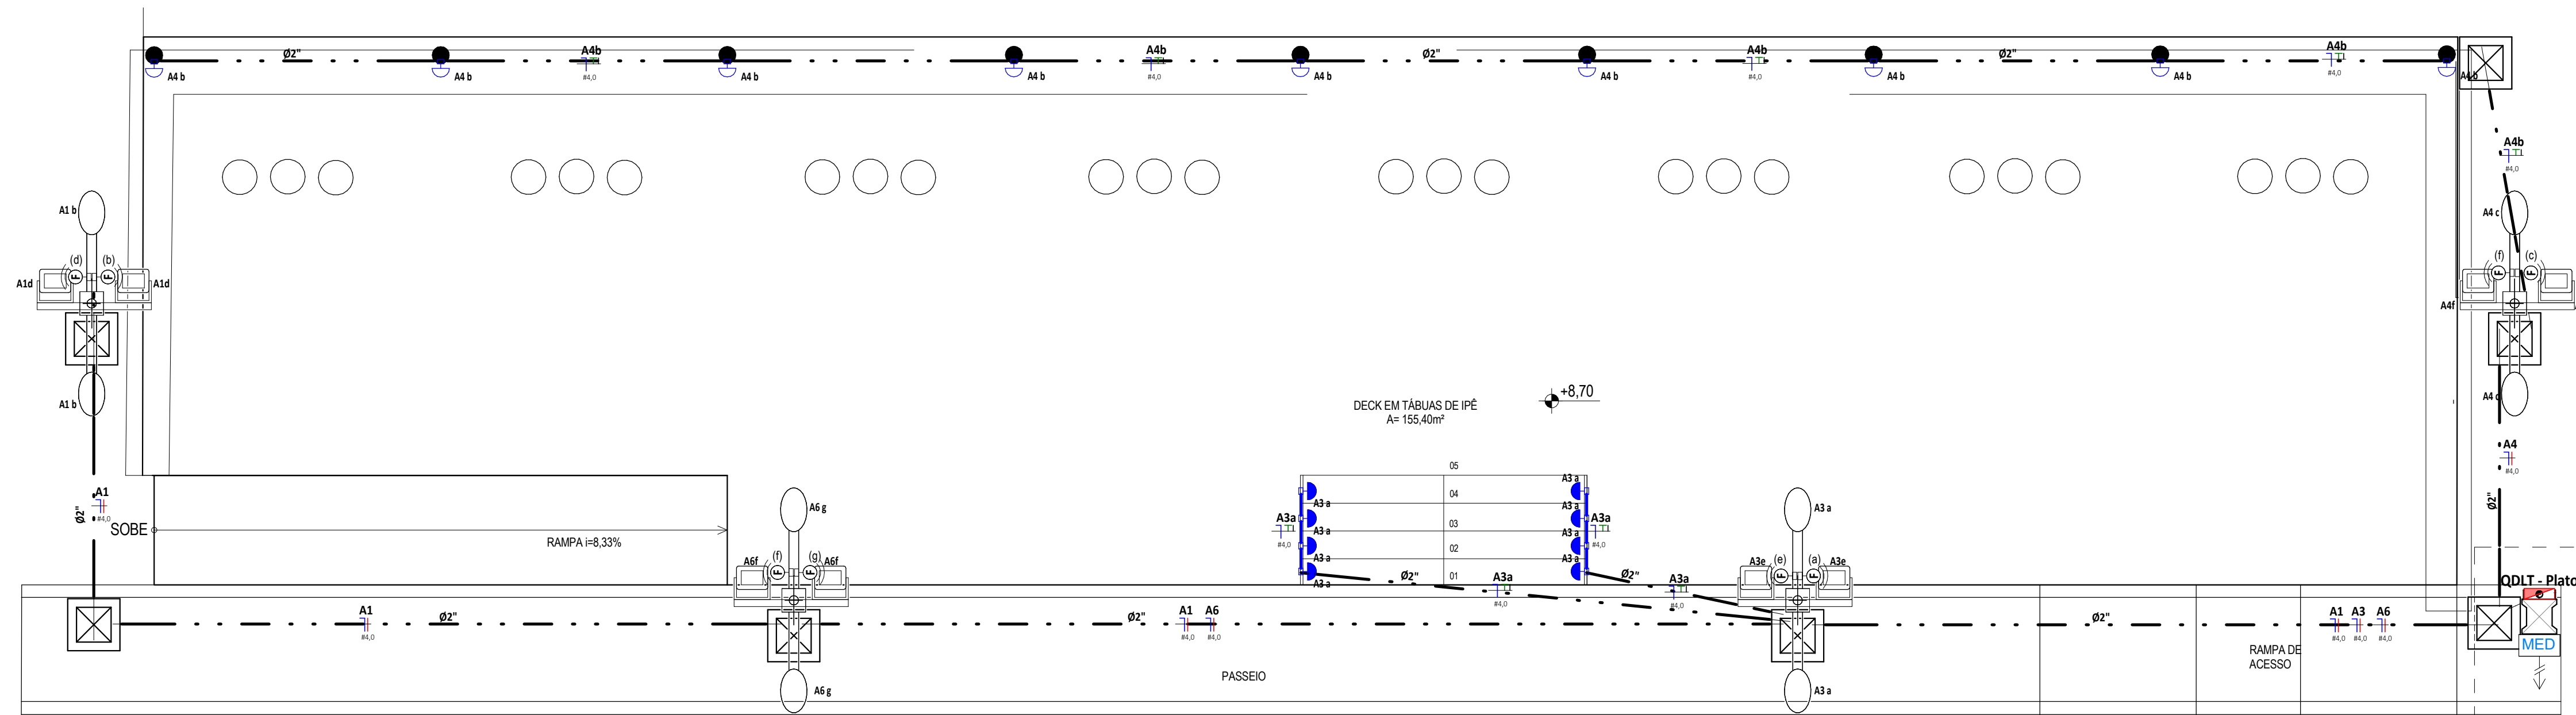 Ø2"
A4b
#4,0
A4b
#4,0
Ø2"
A4b
#4,0
Ø2"
A4b
#4,0
A4 b
A4 b
A4 b
A4 b
A4 b
A4 b
A4 b
A4 b
A4 b
A4b
#4,0
A1 b
(d)
(b)
A1d
A1d
A1 b
A4 c
(f)
(c)
A4f
A4 c
DECK EM TÁBUAS DE IPÊ
A= 155,40m²
+8,70
A4
#4,0
Ø2"
A1
#4,0
Ø2"
SOBE
RAMPA i=8,33%
A6 g
(f)
(g)
A6f
A6f
A6 g
05
04
03
02
01
A3 a
A3 a
A3 a
A3 a
A3 a
A3 a
A3 a
A3 a
A3a
#4,0
A3a
#4,0
Ø2"
A3a
#4,0
Ø2"
A3a
#4,0
A3 a
(e)
(a)
A3e
A3e
A3 a
QDLT - Plato
A1
#4,0
Ø2"
Ø2"
A1
#4,0
A6
#4,0
Ø2"
A1
#4,0
A3
#4,0
A6
#4,0
MED
RAMPA DE
ACESSO
PASSEIO
F
F
F
F
F
F
F
F